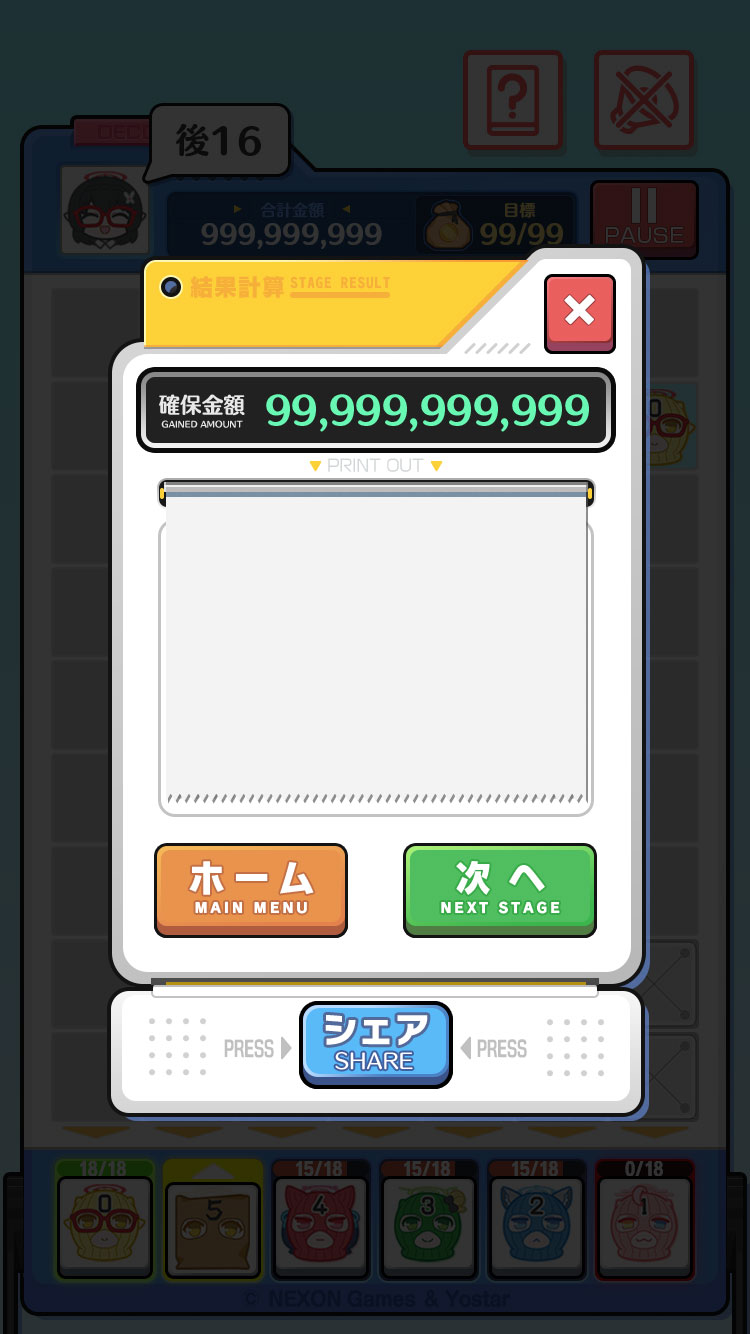 後16
合計金額
目標
999,999,999
99/99
PAUSE
結果計算 STAGE RESULT
確保金額
GAINED AMOUNT
99,999,999,999
0
PRINT OUT
ホーム
MAIN MENU
次へ
NEXT STAGE
PRESS
シェア
SHARE
PRESS
18/18
15/18
15/18
15/18
0/18
0
5
4
3
2
1
© NEXON Games & Yostar